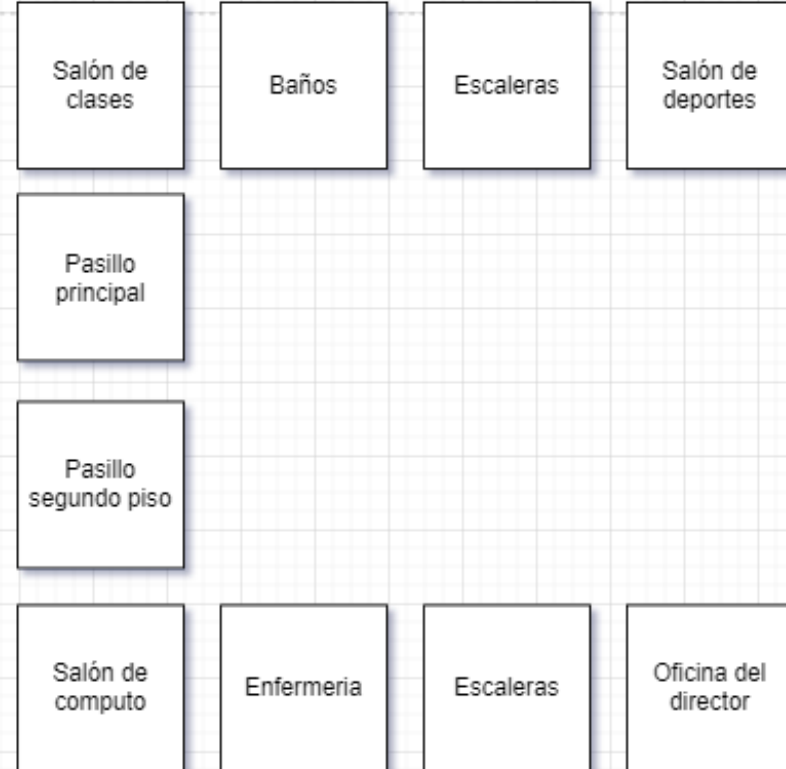 Salón de
clases
Baños
Escaleras
Salón de
deportes
Pasillo
principal
Pasillo
segundo piso
Salón de
computo
Enfermeria
Escaleras
Oficina del
director